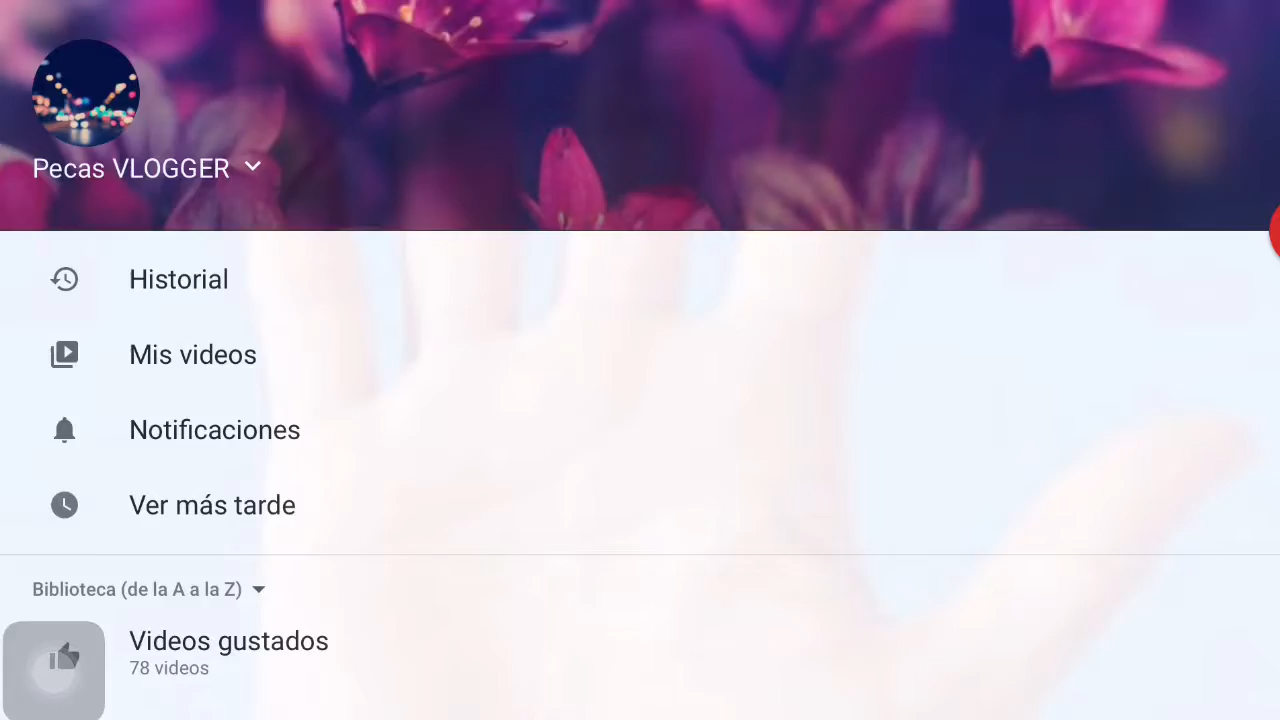 Pecas VLOGGER
Historial
Mis videos
Notificaciones
Ver más tarde
Biblioteca (de la A a la Z)
Videos gustados
78 videos